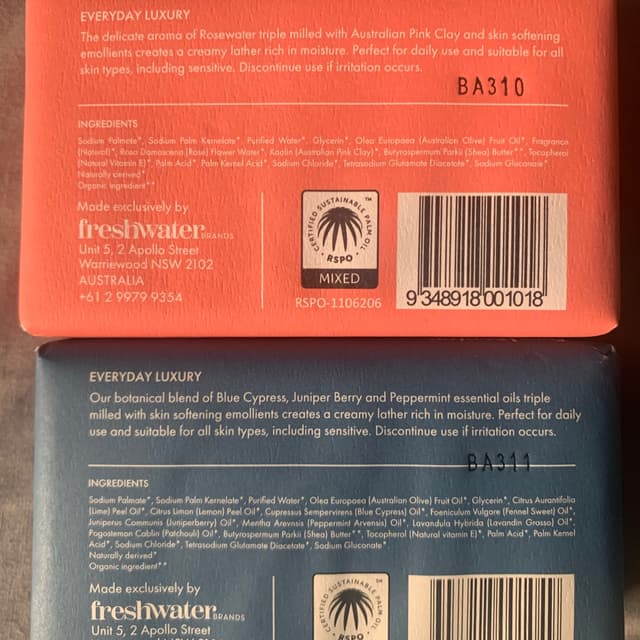 EVERYDAY LUXURY
The delicate aroma of Rosewater triple milled with Australian Pink Clay and skin softening
emollients creates a creamy lather rich in moisture. Perfect for daily use and suitable for all
skin types, including sensitive. Discontinue use if irritation occurs.
BA310
INGREDIENTS
Sodium Palmate*, Sodium Palm Kernelate*, Purified Water*, Glycerin*, Olea Europaea (Australian Olive) Fruit Oil*, Fragrance
(Natural)*, Rosa Damascena (Rose) Flower Water*, Kaolin (Australian Pink Clay)*, Butyrospermum Parkii (Shea) Butter**, Tocopherol
(Natural Vitamin E)*, Palm Acid*, Palm Kernel Acid*, Sodium Chloride*, Tetrasodium Glutamate Diacetate*, Sodium Gluconate*
Naturally derived*
Organic ingredient**
Made exclusively by
freshwater BRANDS
Unit 5, 2 Apollo Street
Warriewood NSW 2102
AUSTRALIA
+61 2 9979 9354
CERTIFIED SUSTAINABLE PALM OIL
TM
RSPO
MIXED
RSPO-1106206
9 348918 001018
EVERYDAY LUXURY
Our botanical blend of Blue Cypress, Juniper Berry and Peppermint essential oils triple
milled with skin softening emollients creates a creamy lather rich in moisture. Perfect for daily
use and suitable for all skin types, including sensitive. Discontinue use if irritation occurs.
BA311
INGREDIENTS
Sodium Palmate*, Sodium Palm Kernelate*, Purified Water*, Olea Europaea (Australian Olive) Fruit Oil*, Glycerin*, Citrus Aurantifolia
(Lime) Peel Oil*, Citrus Limon (Lemon) Peel Oil*, Cupressus Sempervirens (Blue Cypress) Oil*, Foeniculum Vulgare (Fennel Sweet) Oil*,
Juniperus Communis (Juniperberry) Oil*, Mentha Arevnsis (Peppermint Arvensis) Oil*, Lavandula Hybrida (Lavandin Grosso) Oil*,
Pogostemon Cablin (Patchouli) Oil*, Butyrospermum Parkii (Shea) Butter**, Tocopherol (Natural vitamin E)*, Palm Acid*, Palm Kernel
Acid*, Sodium Chloride*, Tetrasodium Glutamate Diacetate*, Sodium Gluconate*
Naturally derived*
Organic ingredient**
Made exclusively by
freshwater BRANDS
Unit 5, 2 Apollo Street
CERTIFIED SUSTAINABLE PALM OIL
TM
RSPO